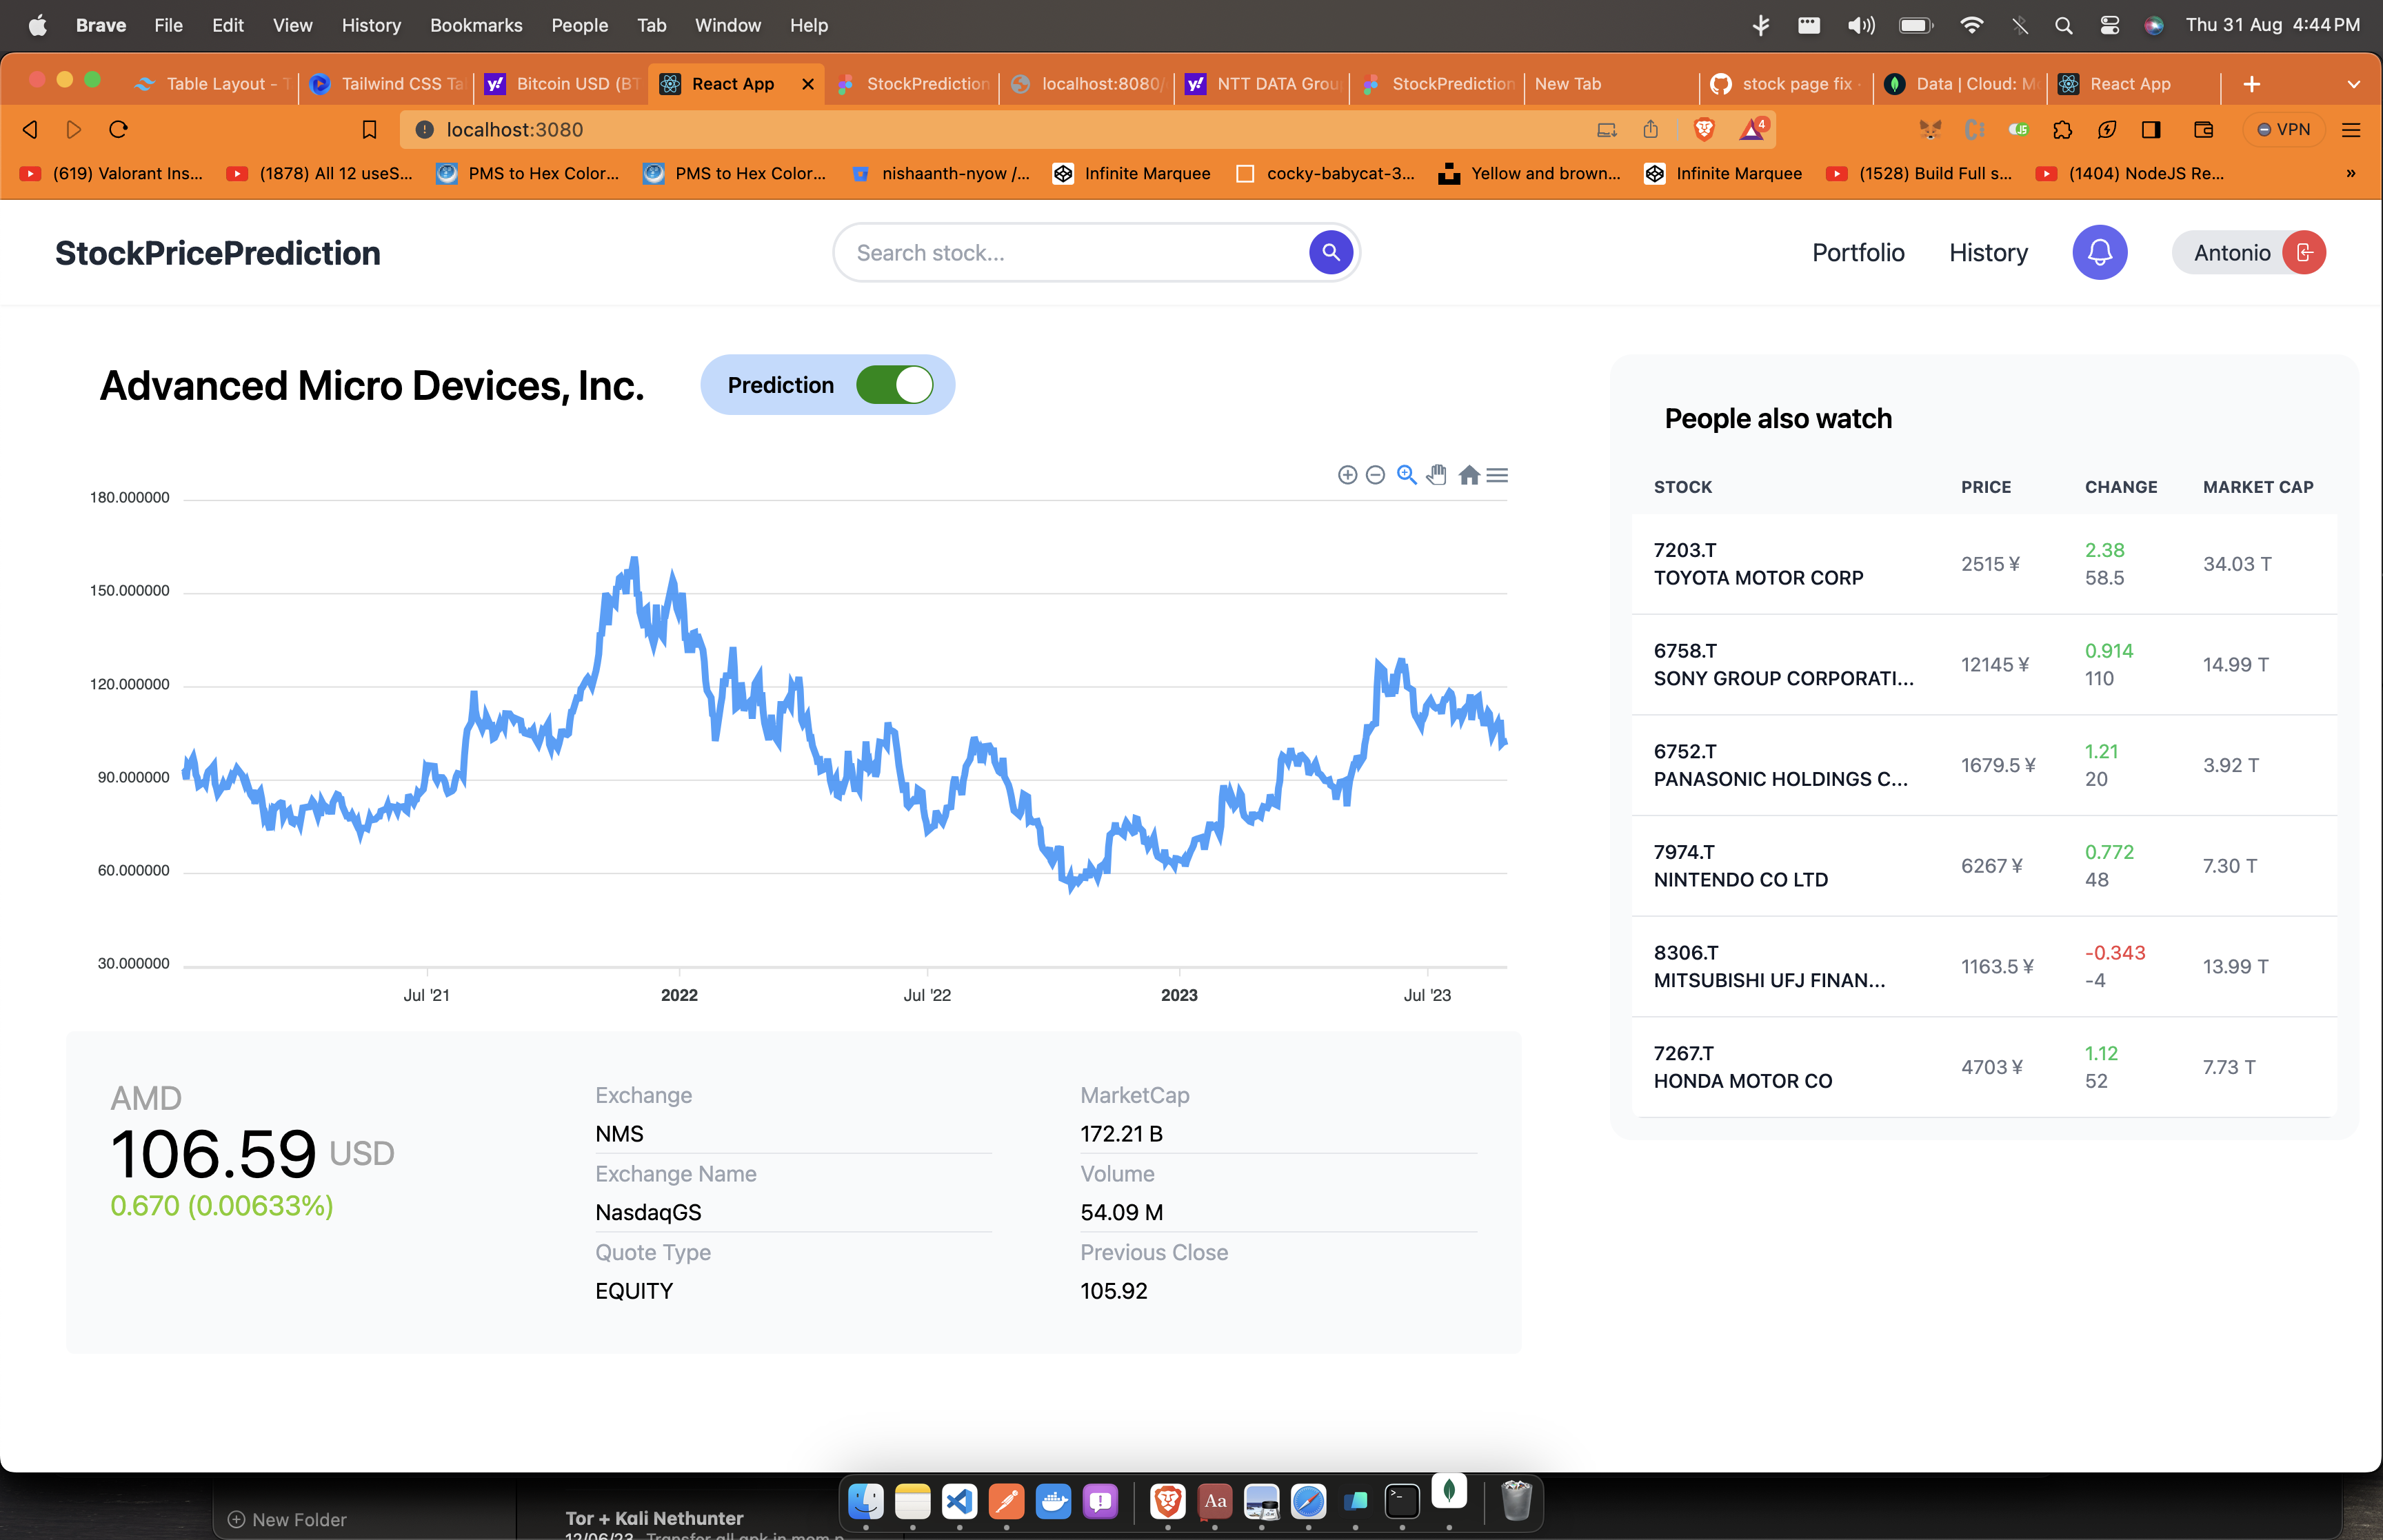 Brave File Edit View History Bookmarks People Tab Window Help Thu 31 Aug 4:44 PM
Table Layout - Tailwind CSS Ta Bitcoin USD (BT React App StockPrediction localhost:8080/ NTT DATA Grou StockPrediction New Tab stock page fix Data | Cloud: M React App
localhost:3080 4 VPN
(619) Valorant Ins... (1878) All 12 useS... PMS to Hex Color... PMS to Hex Color... nishaanth-nyow /... Infinite Marquee cocky-babycat-3... Yellow and brown... Infinite Marquee (1528) Build Full s... (1404) NodeJS Re... »
StockPricePrediction
Search stock...
Portfolio History Antonio
Advanced Micro Devices, Inc.
Prediction
180.000000
150.000000
120.000000
90.000000
60.000000
30.000000
Jul '21 2022 Jul '22 2023 Jul '23
AMD
106.59 USD
0.670 (0.00633%)
Exchange
NMS
Exchange Name
NasdaqGS
Quote Type
EQUITY
MarketCap
172.21 B
Volume
54.09 M
Previous Close
105.92
People also watch
STOCK PRICE CHANGE MARKET CAP
7203.T
TOYOTA MOTOR CORP
2515 ¥
2.38
58.5
34.03 T
6758.T
SONY GROUP CORPORATI...
12145 ¥
0.914
110
14.99 T
6752.T
PANASONIC HOLDINGS C...
1679.5 ¥
1.21
20
3.92 T
7974.T
NINTENDO CO LTD
6267 ¥
0.772
48
7.30 T
8306.T
MITSUBISHI UFJ FINAN...
1163.5 ¥
-0.343
-4
13.99 T
7267.T
HONDA MOTOR CO
4703 ¥
1.12
52
7.73 T
New Folder
Tor + Kali Nethunter
12/06/23 Transfer all apk in mom p
Aa